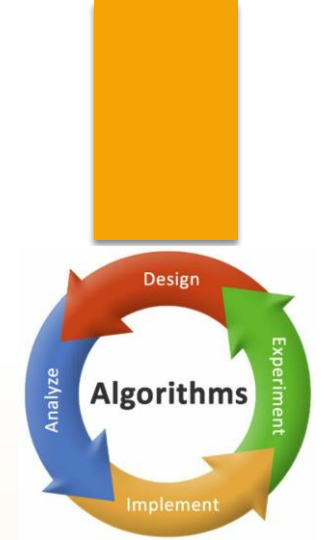 Design
Experiment
Algorithms
Analyze
Implement